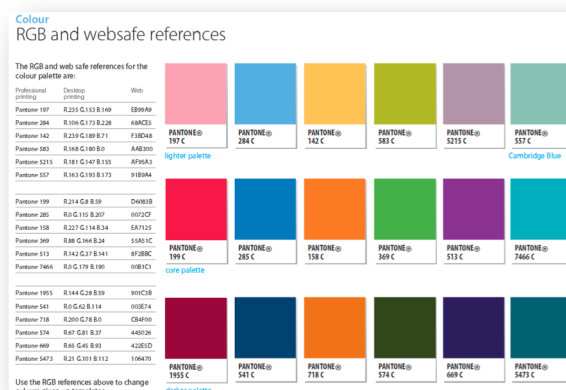 Colour
RGB and websafe references
The RGB and web safe references for the
colour palette are:
Professional printing Desktop printing Web
Pantone 197 R.235 G.153 B.169 EB99A9
Pantone 284 R.106 G.173 B.228 68ACE5
Pantone 142 R.239 G.189 B.71 F3BD48
Pantone 583 R.168 G.180 B.0 AAB300
Pantone 5215 R.181 G.147 B.155 AF95A3
Pantone 557 R.163 G.193 B.173 91B9A4
Pantone 199 R.214 G.8 B.59 D6083B
Pantone 285 R.0 G.115 B.207 0072CF
Pantone 158 R.227 G.114 B.34 EA7125
Pantone 369 R.88 G.166 B.24 55A51C
Pantone 513 R.142 G.37 B.141 8F2BBC
Pantone 7466 R.0 G.179 B.190 00B1C1
Pantone 1955 R.144 G.28 B.59 901C3B
Pantone 541 R.0 G.62 B.114 003E74
Pantone 718 R.200 G.78 B.0 CB4F00
Pantone 574 R.67 G.81 B.37 445026
Pantone 669 R.65 G.45 B.93 422E5D
Pantone 5473 R.21 G.101 B.112 106470
Use the RGB references above to change
PANTONE®
197 C
PANTONE®
284 C
PANTONE®
142 C
PANTONE®
583 C
PANTONE®
5215 C
PANTONE®
557 C
lighter palette
Cambridge Blue
PANTONE®
199 C
PANTONE®
285 C
PANTONE®
158 C
PANTONE®
369 C
PANTONE®
513 C
PANTONE®
7466 C
core palette
PANTONE®
1955 C
PANTONE®
541 C
PANTONE®
718 C
PANTONE®
574 C
PANTONE®
669 C
PANTONE®
5473 C